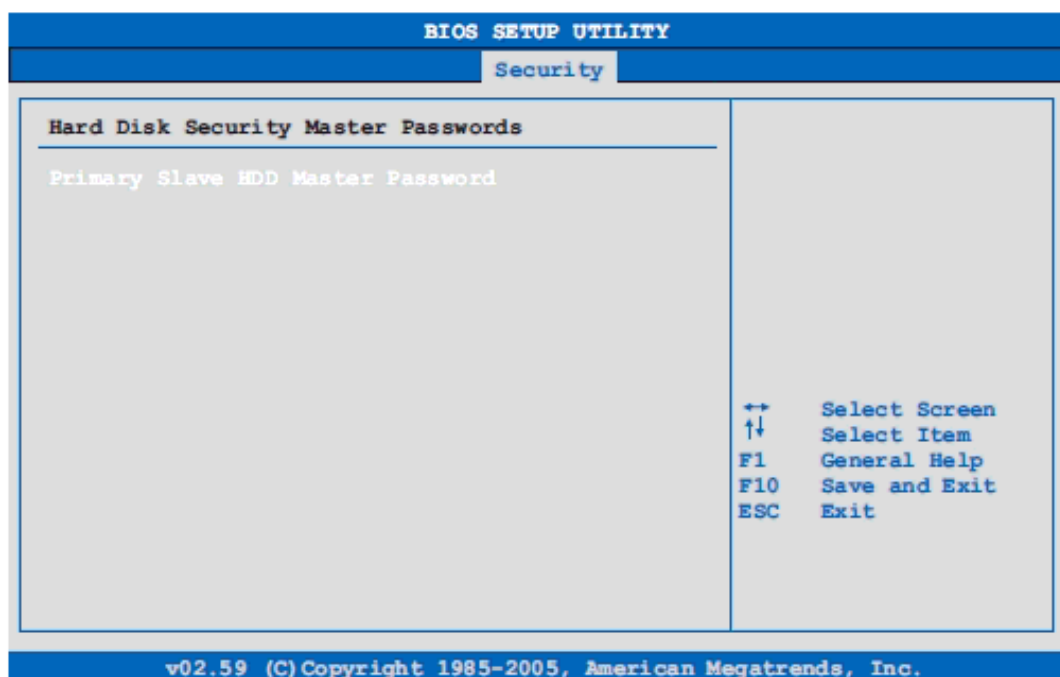 BIOS SETUP UTILITY
Security
Hard Disk Security Master Passwords
Primary Slave HDD Master Password
↔ Select Screen
↑↓ Select Item
F1 General Help
F10 Save and Exit
ESC Exit
v02.59 (C)Copyright 1985-2005, American Megatrends, Inc.